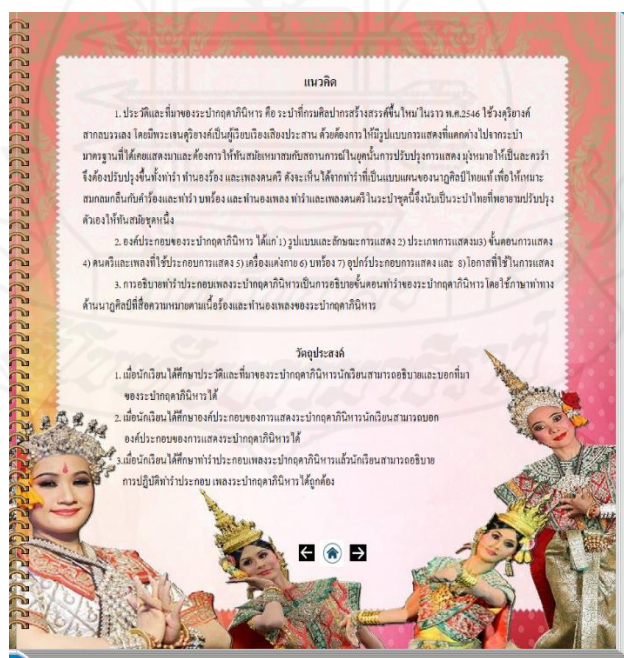 แนวคิด
1. ประวัติและที่มาของระบำกฤดาภินิหาร คือ ระบำที่กรมศิลปากรสร้างสรรค์ขึ้นใหม่ในราว พ.ศ.2546 ใช้วงดุริยางค์
สากลบรรเลง โดยมีพระเจนดุริยางค์เป็นผู้เรียบเรียงเสียงประสาน ด้วยต้องการให้มีรูปแบบการแสดงที่แตกต่างไปจากระบำ
มาตรฐานที่ได้เคยแสดงมาและต้องการให้ทันสมัยเหมาะสมกับสถานการณ์ในยุคนั้นการปรับปรุงการแสดง มุ่งหมายให้เป็นละครรำ
จึงต้องปรับปรุงขึ้นทั้งท่ารำ ทำนองร้อง และเพลงดนตรี ดังจะเห็นได้จากท่ารำที่เป็นแบบแผนของนาฏศิลป์ไทยแท้ เพื่อให้เหมาะ
สมกลมกลืนกับคำร้องและท่ารำ บทร้อง และทำนองเพลง ท่ารำและเพลงดนตรีในระบำชุดนี้จึงนับเป็นระบำไทยที่พยายามปรับปรุง
ตัวเองให้ทันสมัยชุดหนึ่ง
2. องค์ประกอบของระบำกฤดาภินิหาร ได้แก่ 1) รูปแบบและลักษณะการแสดง 2) ประเภทการแสดงม3) ขั้นตอนการแสดง
4) ดนตรีและเพลงที่ใช้ประกอบการแสดง 5) เครื่องแต่งกาย 6) บทร้อง 7) อุปกร์ประกอบการแสดง และ 8)โอกาสที่ใช้ในการแสดง
3. การอธิบายท่ารำประกอบเพลงระบำกฤดาภินิหารเป็นการอธิบายขั้นตอนท่ารำของระบำกฤดาภินิหาร โดยใช้ภาษาท่าทาง
ด้านนาฏศิลป์ที่สื่อความหมายตามเนื้อร้องและทำนองเพลงของระบำกฤดาภินิหาร
วัตถุประสงค์
1. เมื่อนักเรียนได้ศึกษาประวัติและที่มาของระบำกฤดาภินิหารนักเรียนสามารถอธิบายและบอกที่มา
ของระบำกฤดาภินิหารได้
2. เมื่อนักเรียนได้ศึกษาองค์ประกอบของการแสดงระบำกฤดาภินิหารนักเรียนสามารถบอก
องค์ประกอบของการแสดงระบำกฤดาภินิหารได้
3.เมื่อนักเรียนได้ศึกษาท่ารำประกอบเพลงระบำกฤดาภินิหารแล้วนักเรียนสามารถอธิบาย
การปฏิบัติท่ารำประกอบ เพลงระบำกฤดาภินิหารได้ถูกต้อง